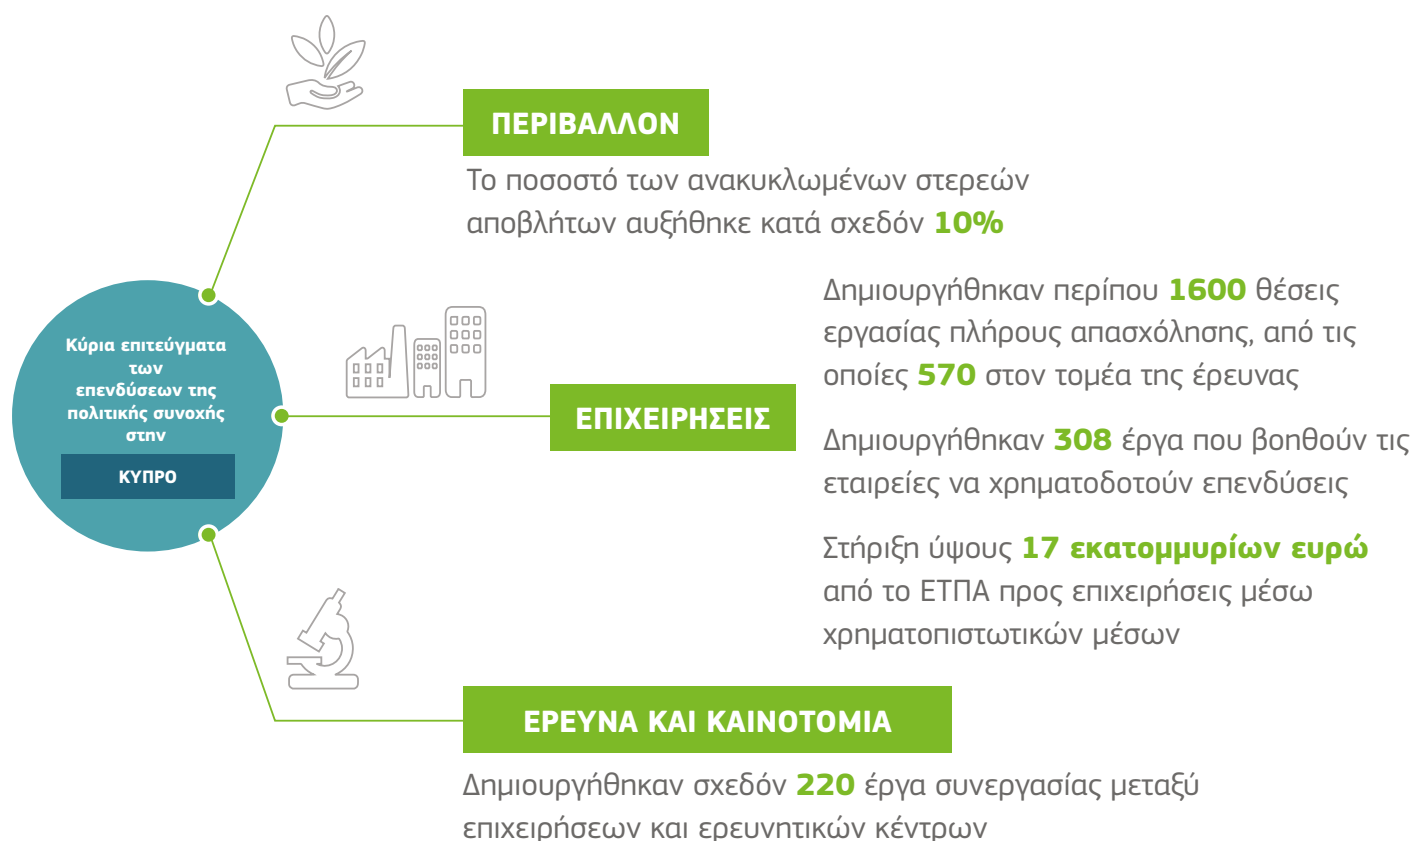 Κύρια επιτεύγματα
των
επενδύσεων της
πολιτικής συνοχής
στην
ΚΥΠΡΟ
ΠΕΡΙΒΑΛΛΟΝ
Το ποσοστό των ανακυκλωμένων στερεών
αποβλήτων αυξήθηκε κατά σχεδόν 10%
ΕΠΙΧΕΙΡΗΣΕΙΣ
Δημιουργήθηκαν περίπου 1600 θέσεις
εργασίας πλήρους απασχόλησης, από τις
οποίες 570 στον τομέα της έρευνας
Δημιουργήθηκαν 308 έργα που βοηθούν τις
εταιρείες να χρηματοδοτούν επενδύσεις
Στήριξη ύψους 17 εκατομμυρίων ευρώ
από το ΕΤΠΑ προς επιχειρήσεις μέσω
χρηματοπιστωτικών μέσων
ΕΡΕΥΝΑ ΚΑΙ ΚΑΙΝΟΤΟΜΙΑ
Δημιουργήθηκαν σχεδόν 220 έργα συνεργασίας μεταξύ
επιχειρήσεων και ερευνητικών κέντρων